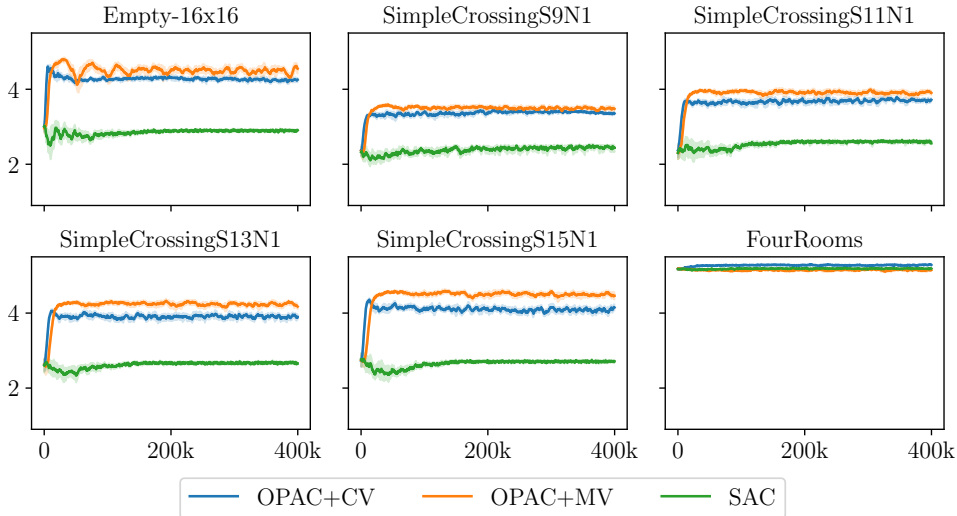 Empty-16x16
SimpleCrossingS9N1
SimpleCrossingS11N1
4
2
SimpleCrossingS13N1
SimpleCrossingS15N1
FourRooms
4
2
0 200k 400k
0 200k 400k
0 200k 400k
OPAC+CV OPAC+MV SAC